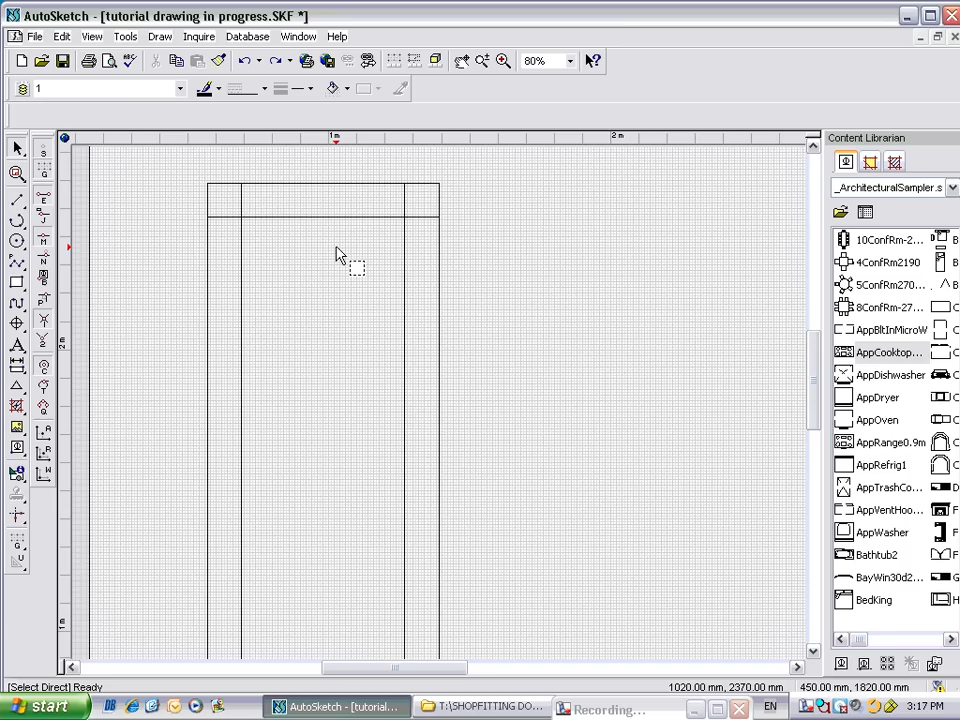 AutoSketch - [tutorial drawing in progress.SKF *]
File Edit View Tools Draw Inquire Database Window Help
80%
1
1m 2m
2m
1m
Content Librarian
_ArchitecturalSampler.s
10ConfRm-2... B
4ConfRm2190 B
5ConfRm270... B
8ConfRm-27... C
AppBltInMicroW C
AppCooktop... C
AppDishwasher C
AppDryer C
AppOven C
AppRange0.9m C
AppRefrig1 C
AppTrashCo... D
AppVentHoo... F
AppWasher F
Bathtub2 F
BayWin30d2... G
BedKing H
[Select Direct] Ready 1020.00 mm, 2370.00 mm 450.00 mm, 1820.00 mm
start AutoSketch - [tutorial... T:\SHOPFITTING DO... Recording... EN 3:17 PM